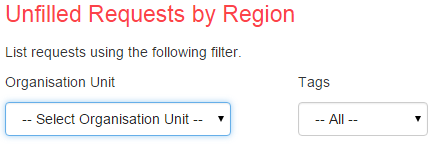 Unfilled Requests by Region
List requests using the following filter.
Organisation Unit Tags
-- Select Organisation Unit -- -- All --